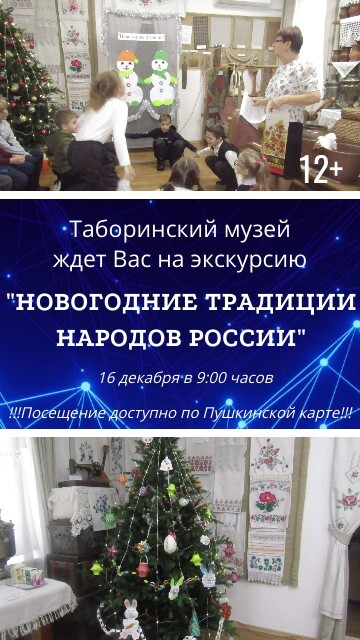 12+
Таборинский музей
ждет Вас на экскурсию
"НОВОГОДНИЕ ТРАДИЦИИ
НАРОДОВ РОССИИ"
16 декабря в 9:00 часов
!!!Посещение доступно по Пушкинской карте!!!